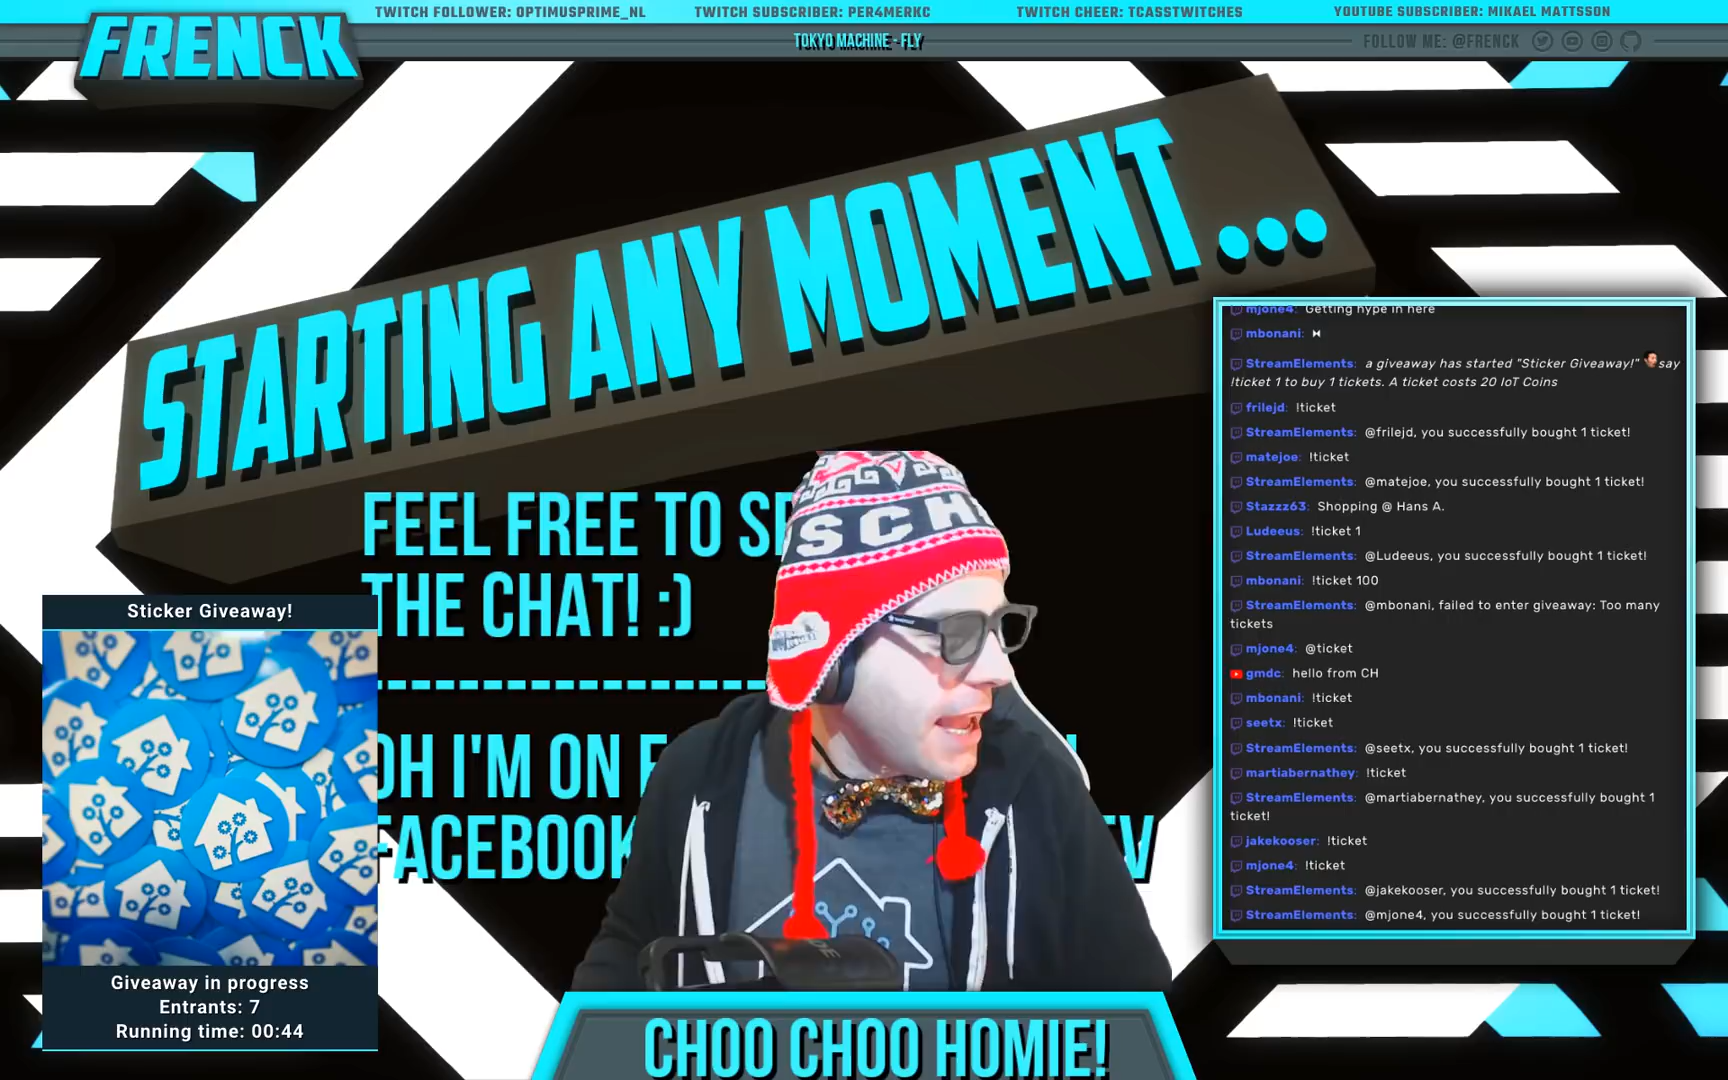 TWITCH FOLLOWER: OPTIMUSPRIME_NL
TWITCH SUBSCRIBER: PER4MERKC
TWITCH CHEER: TCASSTWITCHES
YOUTUBE SUBSCRIBER: MIKAEL MATTSSON
FRENCK
TOKYO MACHINE - FLY
FOLLOW ME: @FRENCK
STARTING ANY MOMENT...
FEEL FREE TO
THE CHAT! :)
OH I'M ON
FACEBOOK
SCH
Sticker Giveaway!
Giveaway in progress
Entrants: 7
Running time: 00:44
mjone4: Getting hype in here
mbonani:
StreamElements: a giveaway has started "Sticker Giveaway!" say
!ticket 1 to buy 1 tickets. A ticket costs 20 IoT Coins
frilejd: !ticket
StreamElements: @frilejd, you successfully bought 1 ticket!
matejoe: !ticket
StreamElements: @matejoe, you successfully bought 1 ticket!
Stazzz63: Shopping @ Hans A.
Ludeeus: !ticket 1
StreamElements: @Ludeeus, you successfully bought 1 ticket!
mbonani: !ticket 100
StreamElements: @mbonani, failed to enter giveaway: Too many
tickets
mjone4: @ticket
gmdc: hello from CH
mbonani: !ticket
seetx: !ticket
StreamElements: @seetx, you successfully bought 1 ticket!
martiabernathey: !ticket
StreamElements: @martiabernathey, you successfully bought 1
ticket!
jakekooser: !ticket
mjone4: !ticket
StreamElements: @jakekooser, you successfully bought 1 ticket!
StreamElements: @mjone4, you successfully bought 1 ticket!
CHOO CHOO HOMIE!